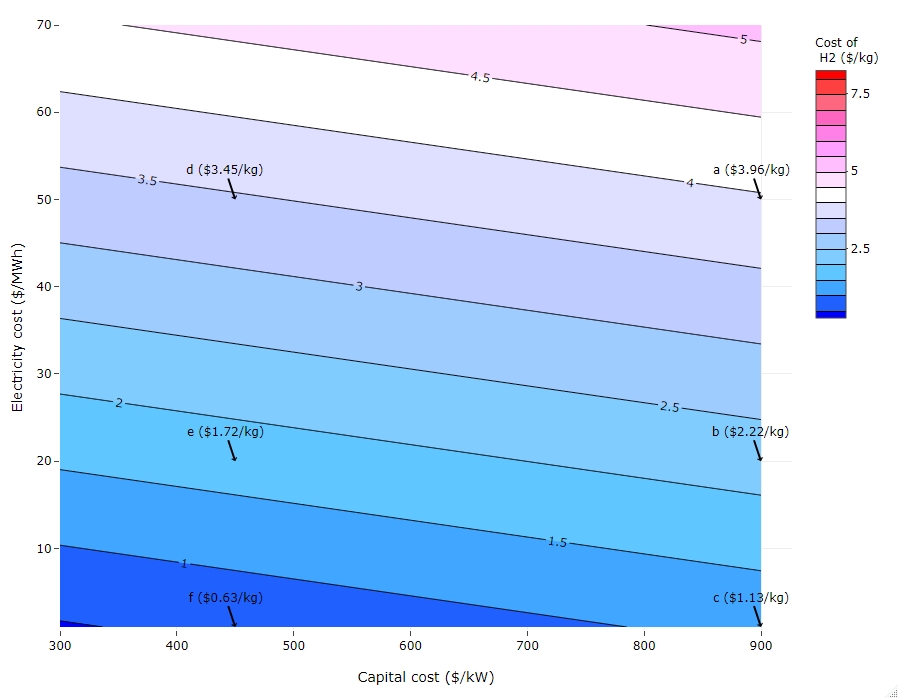 70
60
50
40
30
20
10
Electricity cost ($/MWh)
300
400
500
600
700
800
900
Capital cost ($/kW)
5
4.5
d ($3.45/kg)
a ($3.96/kg)
3.5
4
3
2
2.5
e ($1.72/kg)
b ($2.22/kg)
1.5
1
f ($0.63/kg)
c ($1.13/kg)
Cost of
H2 ($/kg)
7.5
5
2.5